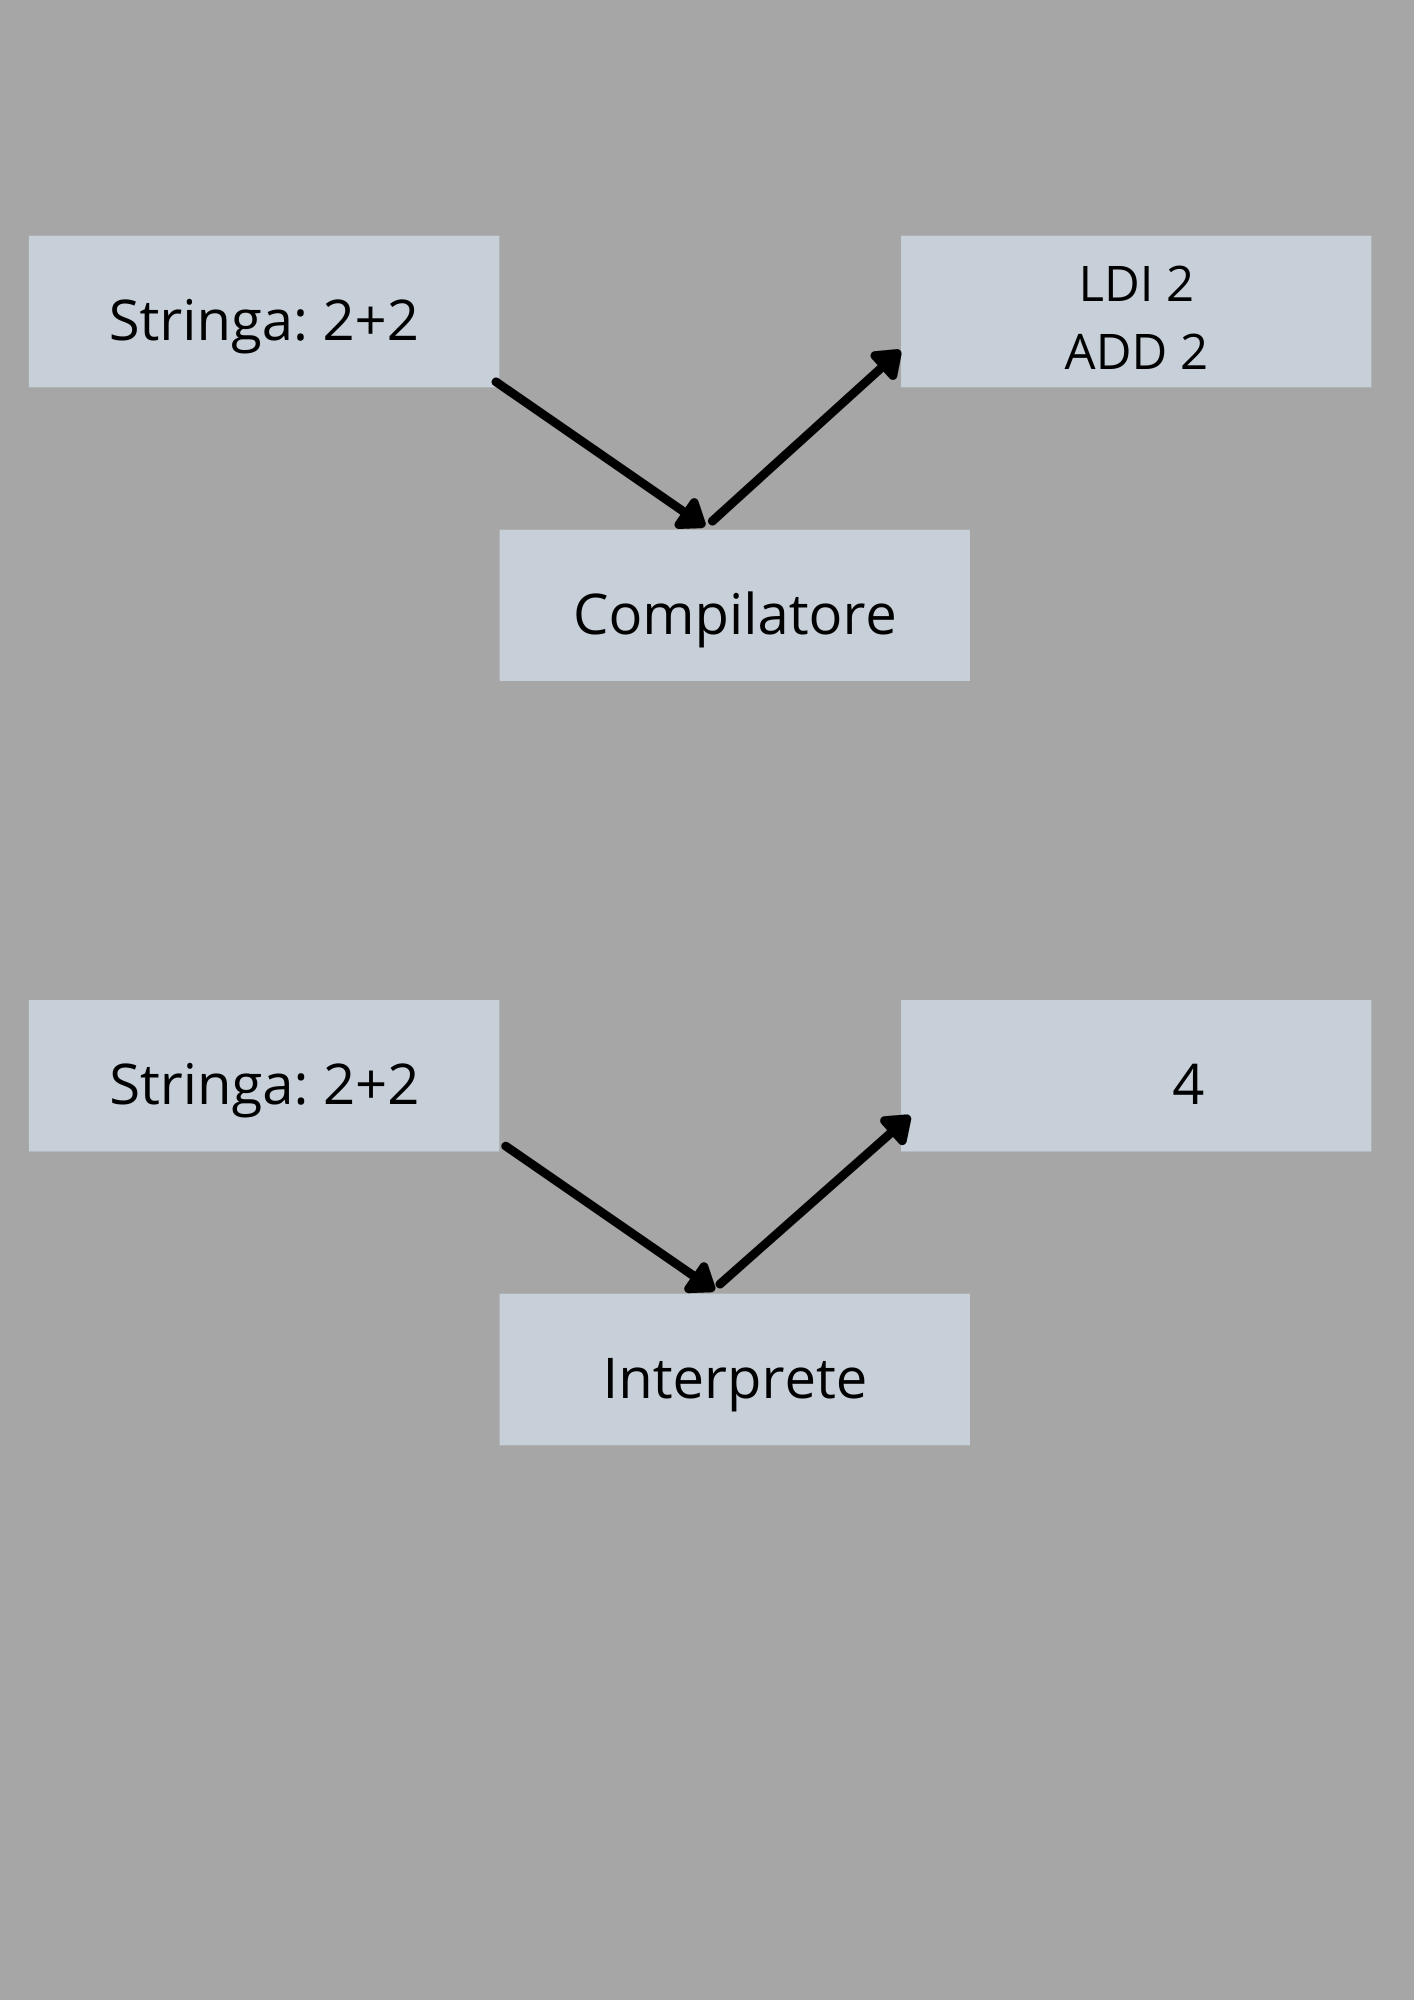 Stringa: 2+2
LDI 2
ADD 2
Compilatore
Stringa: 2+2
4
Interprete